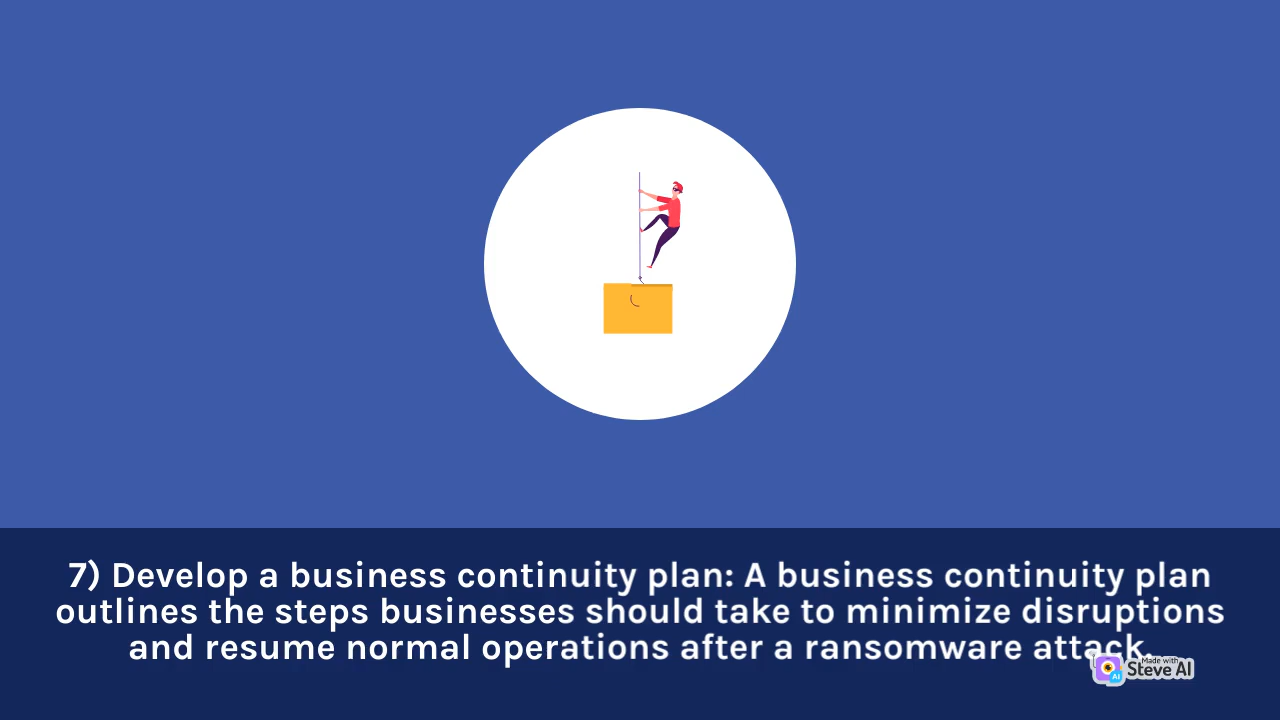 7) Develop a business continuity plan: A business continuity plan
outlines the steps businesses should take to minimize disruptions
and resume normal operations after a ransomware attack.
Made with
Steve AI
AI